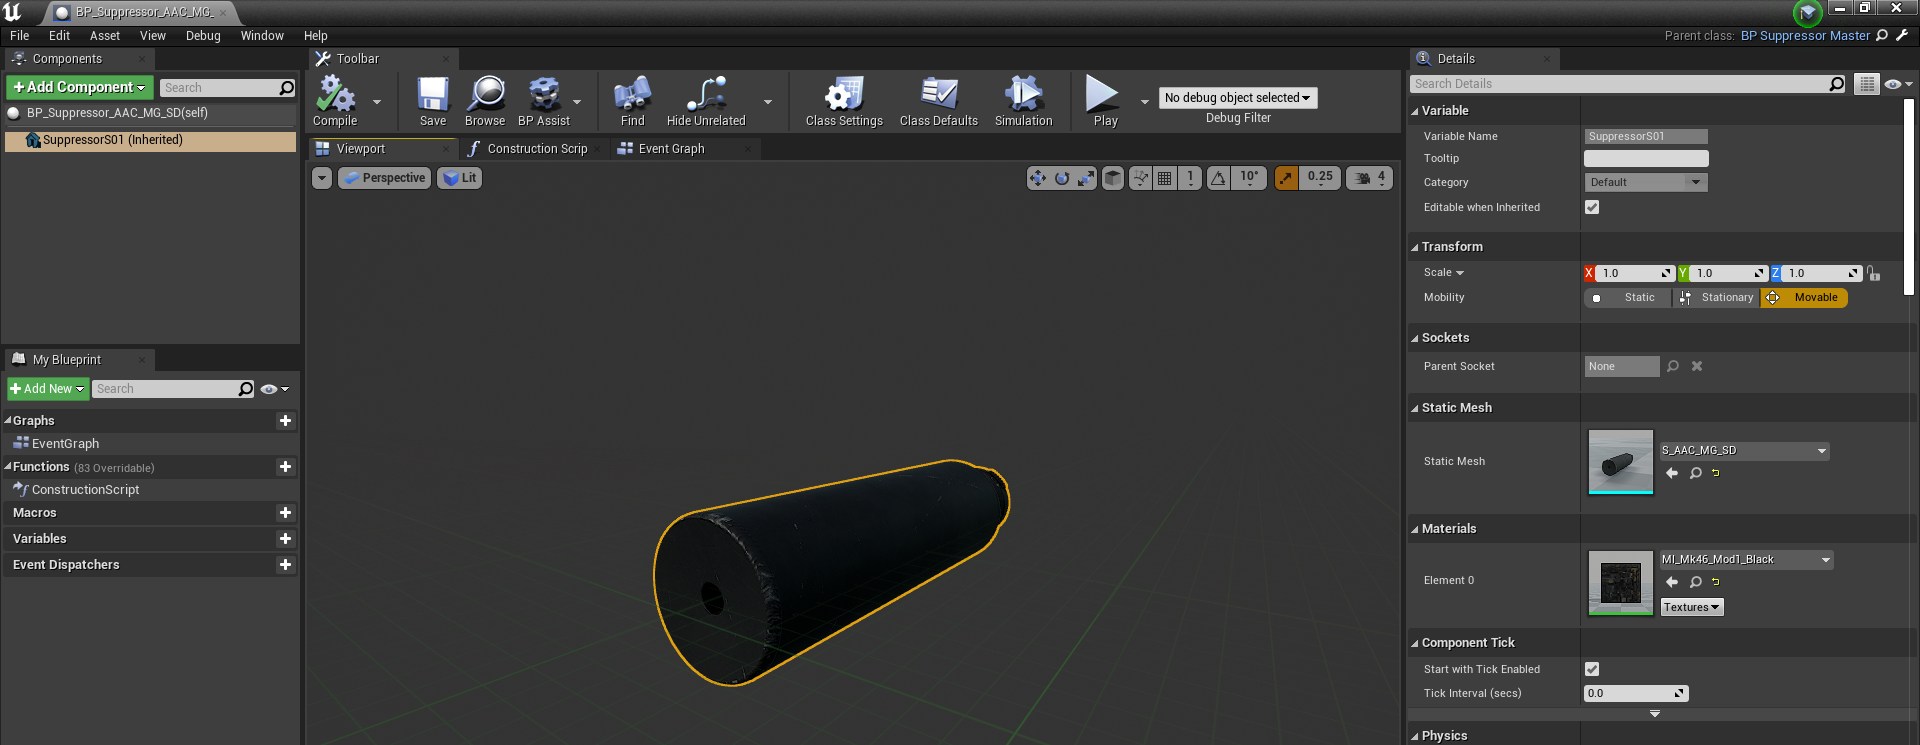 BP_Suppressor_AAC_MG_
File Edit Asset View Debug Window Help
Parent class: BP Suppressor Master
Components
+ Add Component
Search
BP_Suppressor_AAC_MG_SD(self)
SuppressorS01 (Inherited)
My Blueprint
+ Add New
Search
Graphs
EventGraph
Functions (83 Overridable)
ConstructionScript
Macros
Variables
Event Dispatchers
Toolbar
Compile
Save
Browse
BP Assist
Find
Hide Unrelated
Class Settings
Class Defaults
Simulation
Play
No debug object selected
Debug Filter
Viewport
Construction Scrip
Event Graph
Perspective
Lit
1
10°
0.25
4
Details
Search Details
Variable
Variable Name SuppressorS01
Tooltip
Category Default
Editable when Inherited
Transform
Scale X 1.0 Y 1.0 Z 1.0
Mobility Static Stationary Movable
Sockets
Parent Socket None
Static Mesh
Static Mesh S_AAC_MG_SD
Materials
Element 0 MI_Mk46_Mod1_Black
Textures
Component Tick
Start with Tick Enabled
Tick Interval (secs) 0.0
Physics